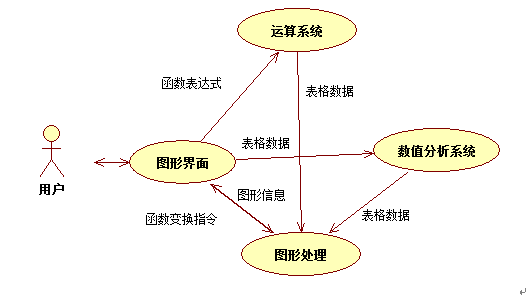 运算系统
函数表达式
表格数据
表格数据
数值分析系统
图形界面
用户
图形信息
函数变换指令
表格数据
图形处理